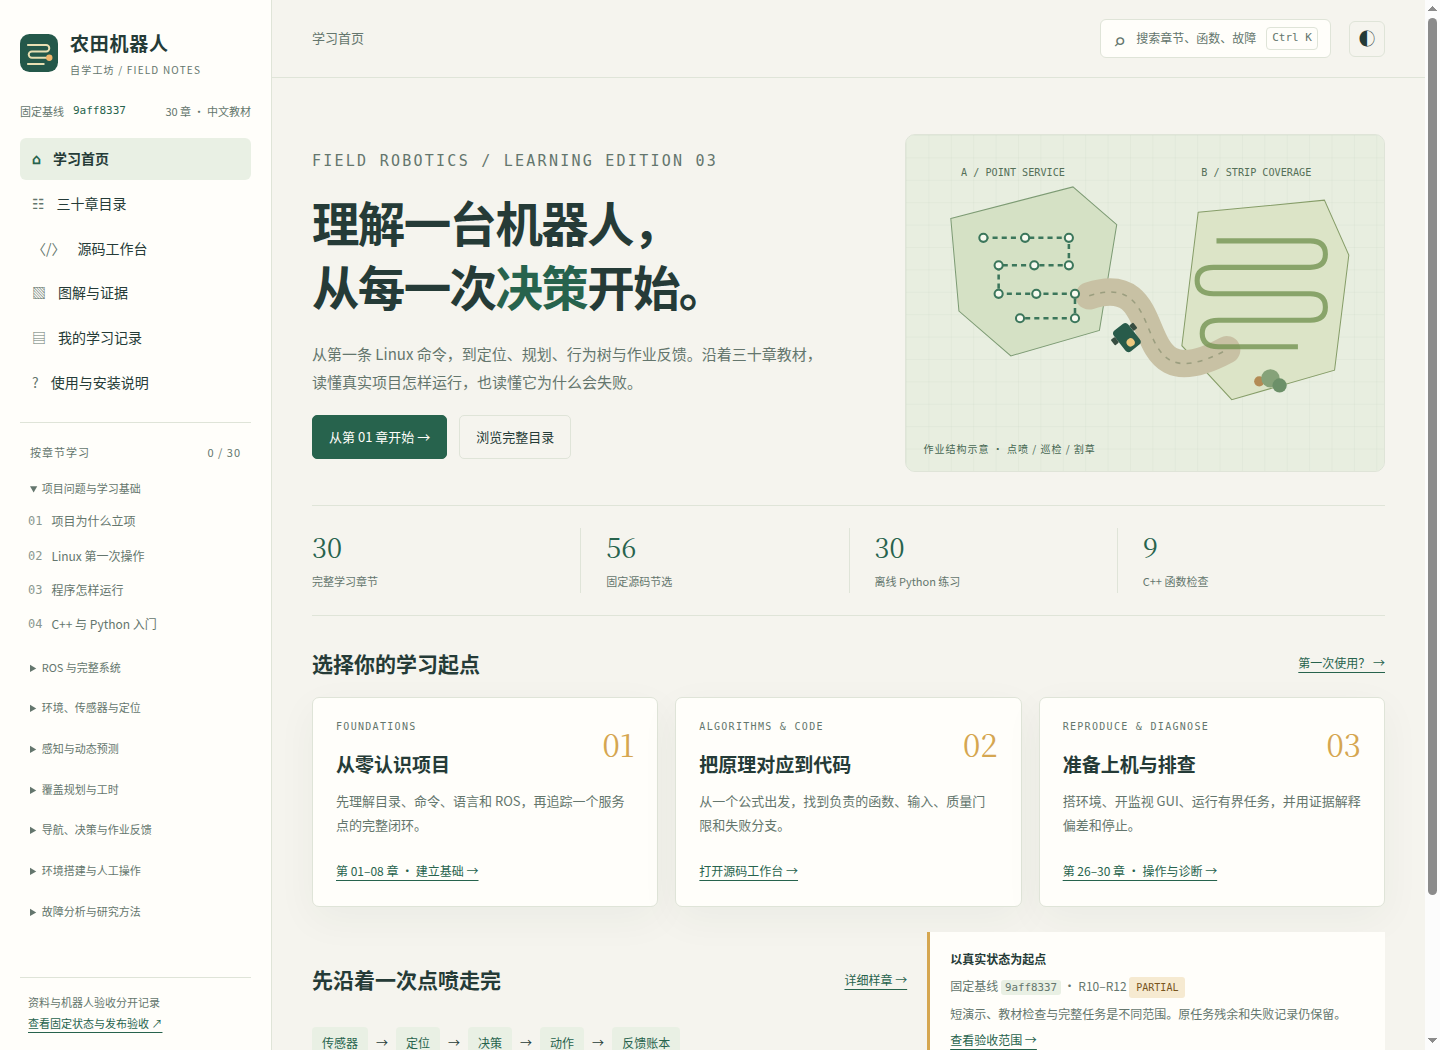 农田机器人
自学工坊 / FIELD NOTES
固定基线 9aff8337 30 章 · 中文教材
学习首页
三十章目录
源码工作台
图解与证据
我的学习记录
? 使用与安装说明
按章节学习 0 / 30
项目问题与学习基础
01 项目为什么立项
02 Linux 第一次操作
03 程序怎样运行
04 C++ 与 Python 入门
ROS 与完整系统
环境、传感器与定位
感知与动态预测
覆盖规划与工时
导航、决策与作业反馈
环境搭建与人工操作
故障分析与研究方法
资料与机器人验收分开记录
查看固定状态与发布验收 ↗
学习首页
搜索章节、函数、故障 Ctrl K
FIELD ROBOTICS / LEARNING EDITION 03
理解一台机器人，
从每一次决策开始。
从第一条 Linux 命令，到定位、规划、行为树与作业反馈。沿着三十章教材，
读懂真实项目怎样运行，也读懂它为什么会失败。
从第 01 章开始 →
浏览完整目录
A / POINT SERVICE
B / STRIP COVERAGE
作业结构示意 · 点喷 / 巡检 / 割草
30
完整学习章节
56
固定源码节选
30
离线 Python 练习
9
C++ 函数检查
选择你的学习起点
第一次使用？ →
FOUNDATIONS
01
从零认识项目
先理解目录、命令、语言和 ROS，再追踪一个服务
点的完整闭环。
第 01–08 章 · 建立基础 →
ALGORITHMS & CODE
02
把原理对应到代码
从一个公式出发，找到负责的函数、输入、质量门
限和失败分支。
打开源码工作台 →
REPRODUCE & DIAGNOSE
03
准备上机与排查
搭环境、开监视 GUI、运行有界任务，并用证据解释
偏差和停止。
第 26–30 章 · 操作与诊断 →
先沿着一次点喷走完
详细样章 →
传感器 → 定位 → 决策 → 动作 → 反馈账本
以真实状态为起点
固定基线 9aff8337 · R10–R12 PARTIAL
短演示、教材检查与完整任务是不同范围。原任务残余和失败记录仍保留。
查看验收范围 →